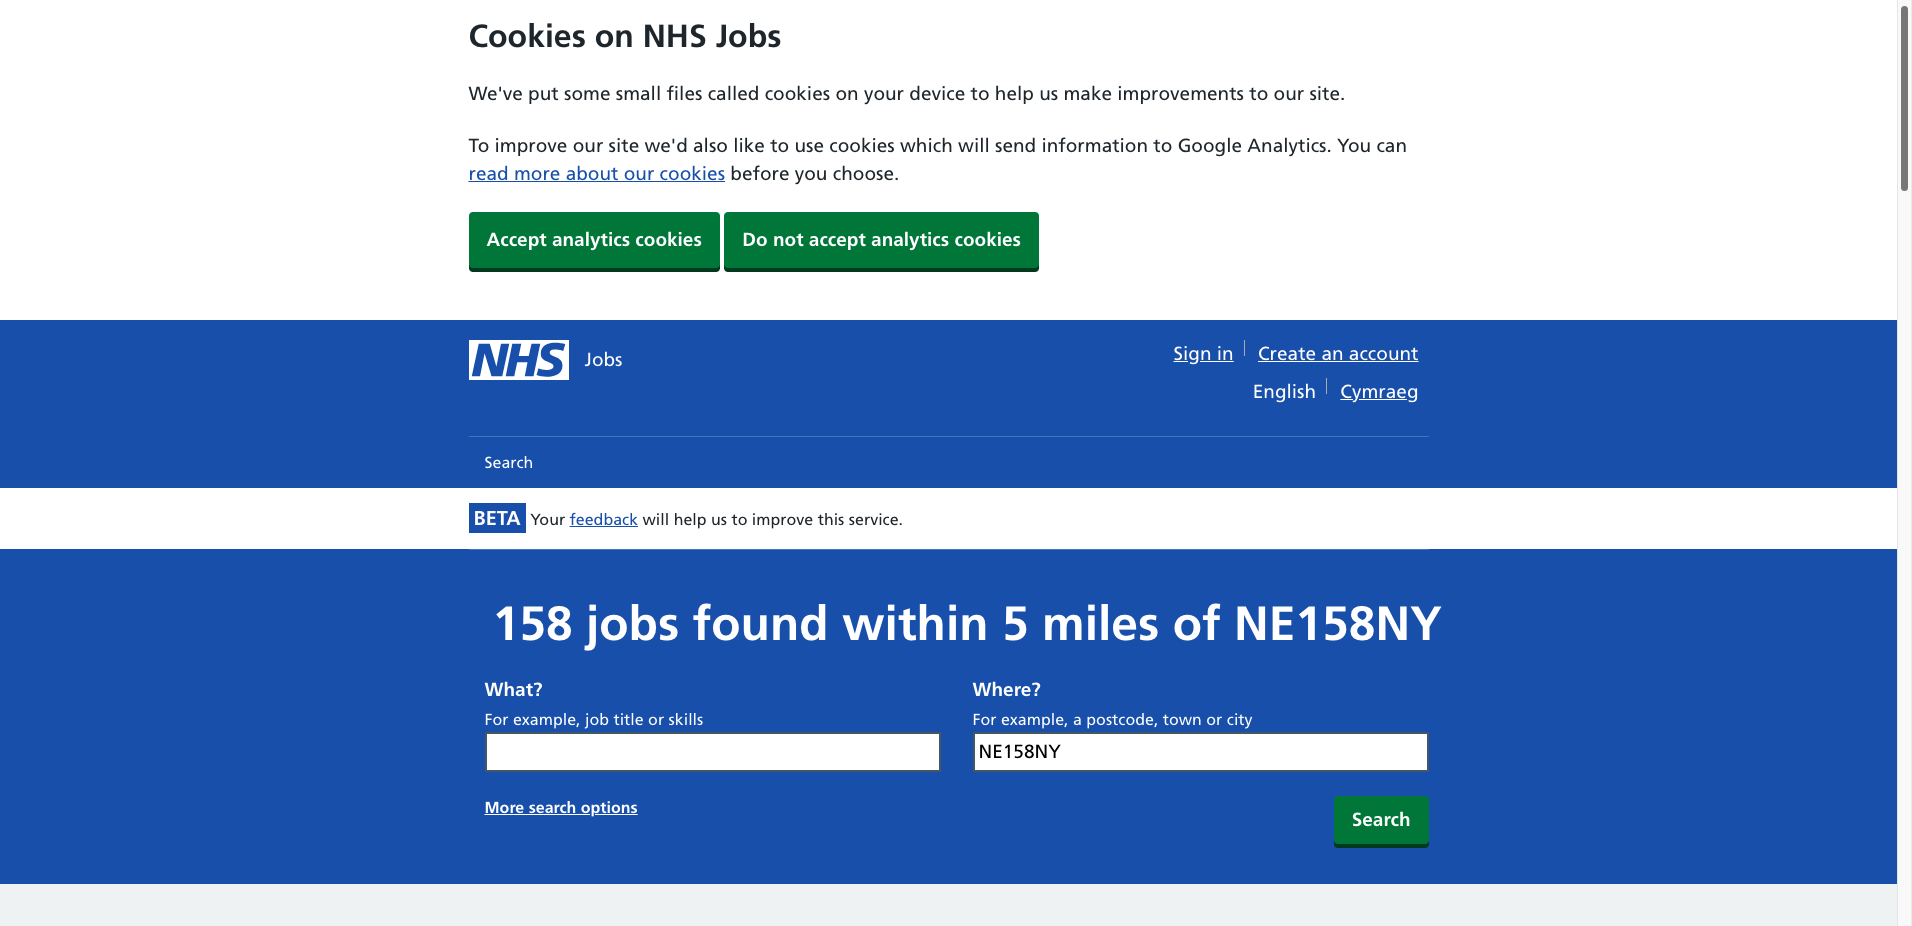 Cookies on NHS Jobs
We've put some small files called cookies on your device to help us make improvements to our site.
To improve our site we'd also like to use cookies which will send information to Google Analytics. You can
read more about our cookies before you choose.
Accept analytics cookies
Do not accept analytics cookies
NHS Jobs
Sign in
Create an account
English
Cymraeg
Search
BETA Your feedback will help us to improve this service.
158 jobs found within 5 miles of NE158NY
What?
For example, job title or skills
Where?
For example, a postcode, town or city
NE158NY
More search options
Search